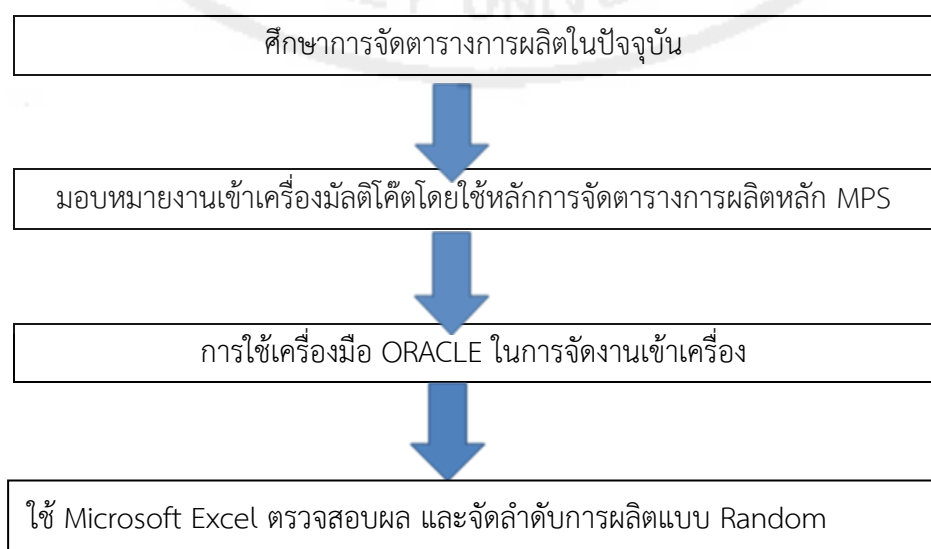 ศึกษาการจัดตารางการผลิตในปัจจุบัน
มอบหมายงานเข้าเครื่องมัลติโค๊ตโดยใช้หลักการจัดตารางการผลิตหลัก MPS
การใช้เครื่องมือ ORACLE ในการจัดงานเข้าเครื่อง
ใช้ Microsoft Excel ตรวจสอบผล และจัดลำดับการผลิตแบบ Random